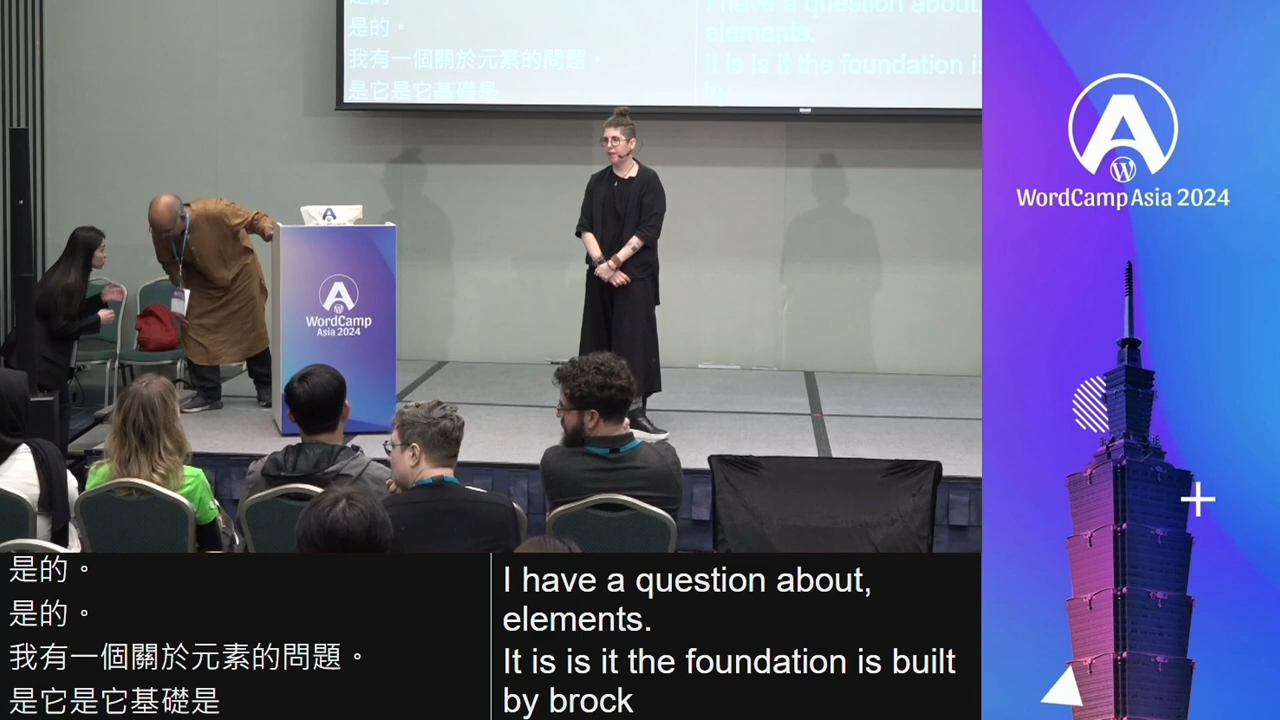 是的。
是的。
我有一個關於元素的問題。
是它是它基礎是
I have a question about,
elements.
It is is it the foundation is
by
WordCamp
Asia 2024
WordCamp Asia 2024
是的。
是的。
我有一個關於元素的問題。
是它是它基礎是
I have a question about,
elements.
It is is it the foundation is built
by brock